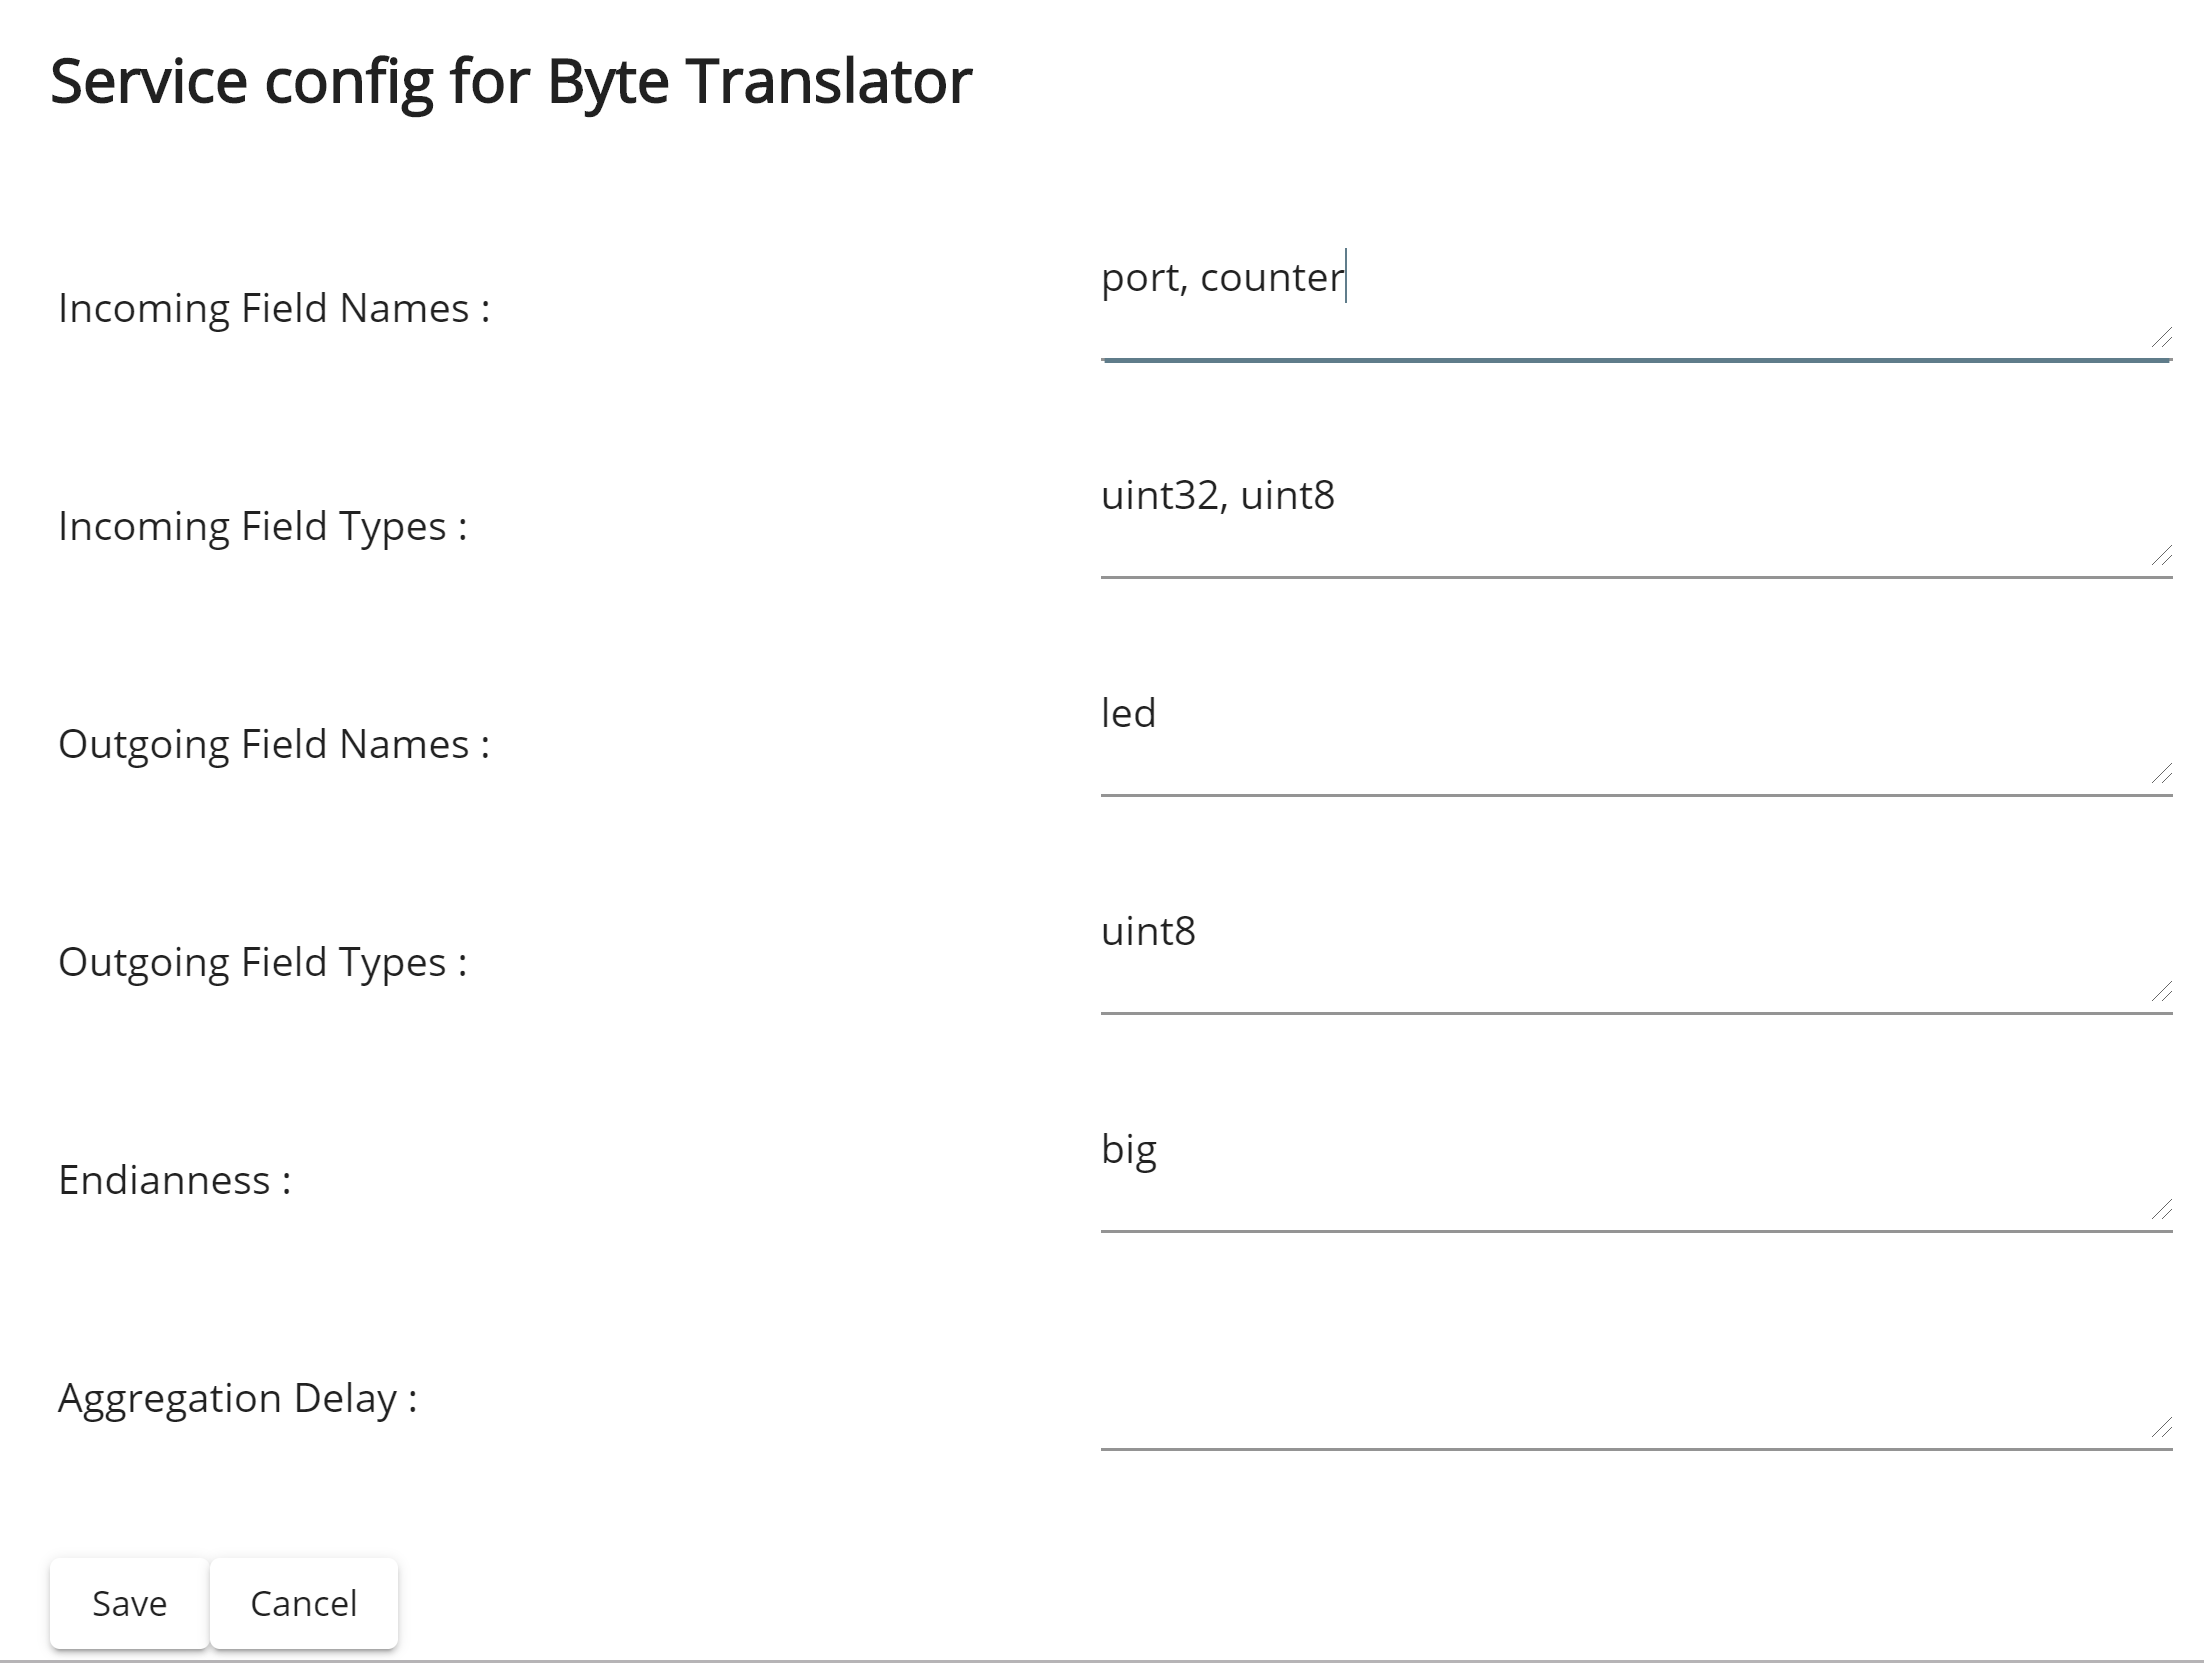 Service config for Byte Translator
Incoming Field Names :
port, counter
Incoming Field Types :
uint32, uint8
Outgoing Field Names :
led
Outgoing Field Types :
uint8
Endianness :
big
Aggregation Delay :
Save
Cancel